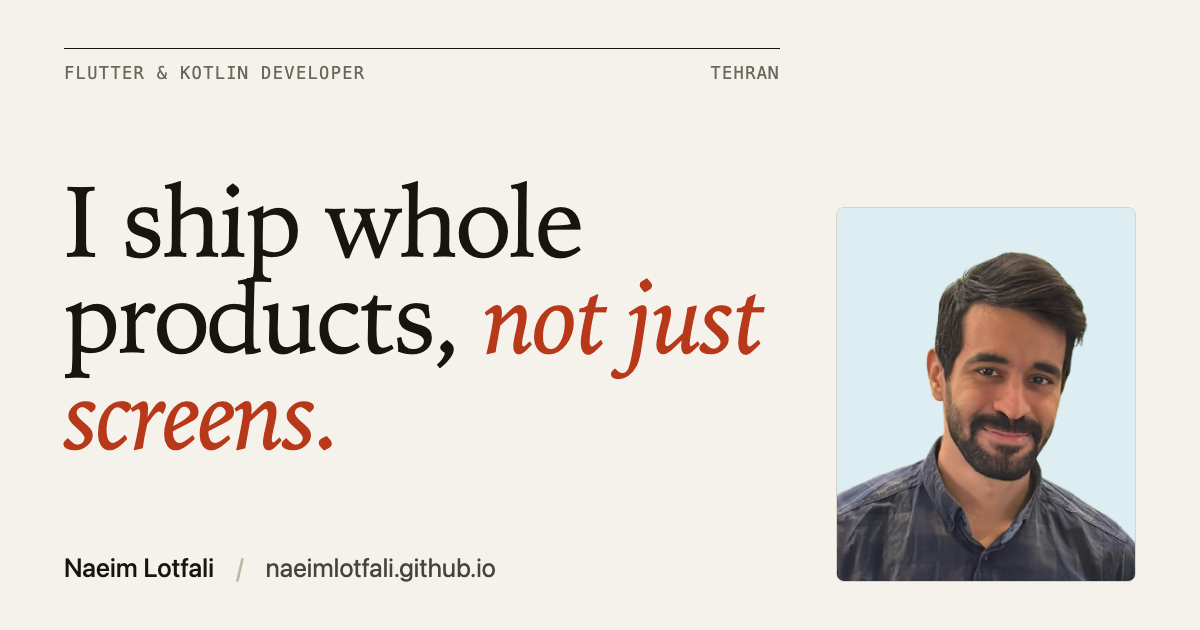 FLUTTER & KOTLIN DEVELOPER TEHRAN
I ship whole
products, not just
screens.
Naeim Lotfali / naeimlotfali.github.io